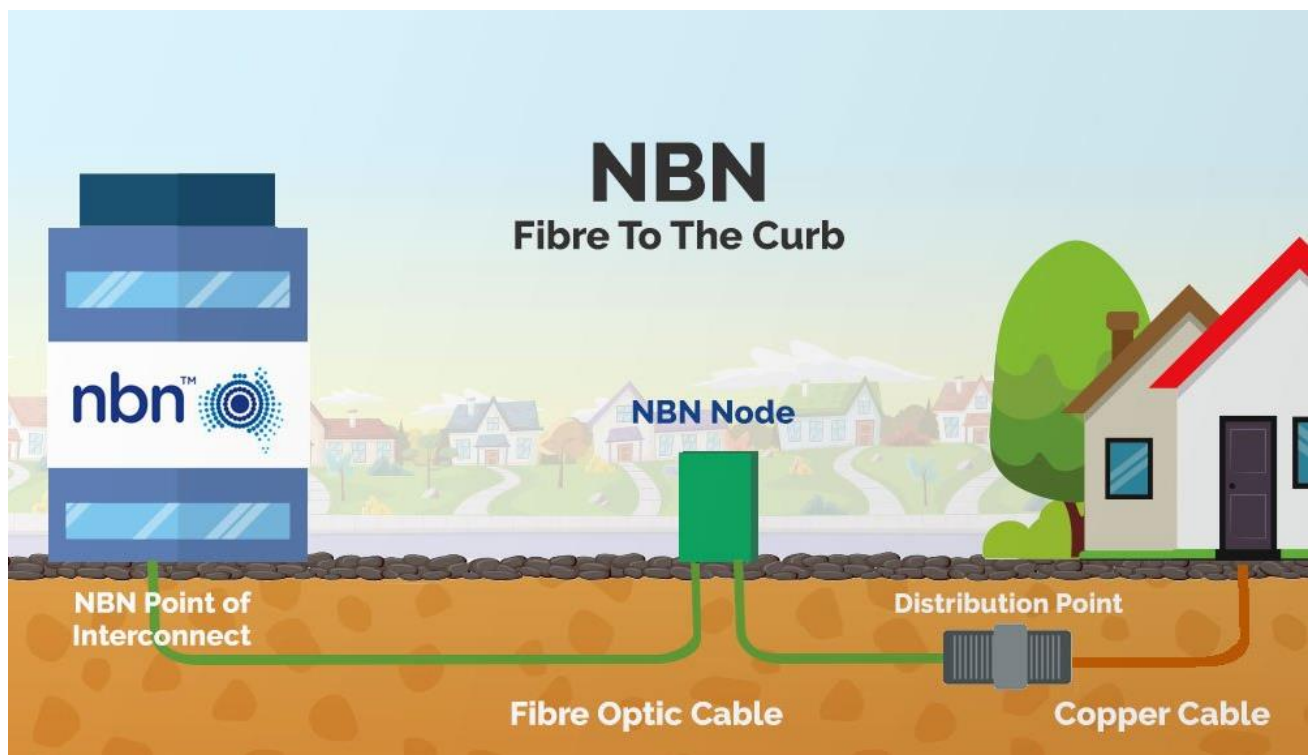 NBN
Fibre To The Curb
nbn™
NBN Node
NBN Point of
Interconnect
Distribution Point
Fibre Optic Cable
Copper Cable